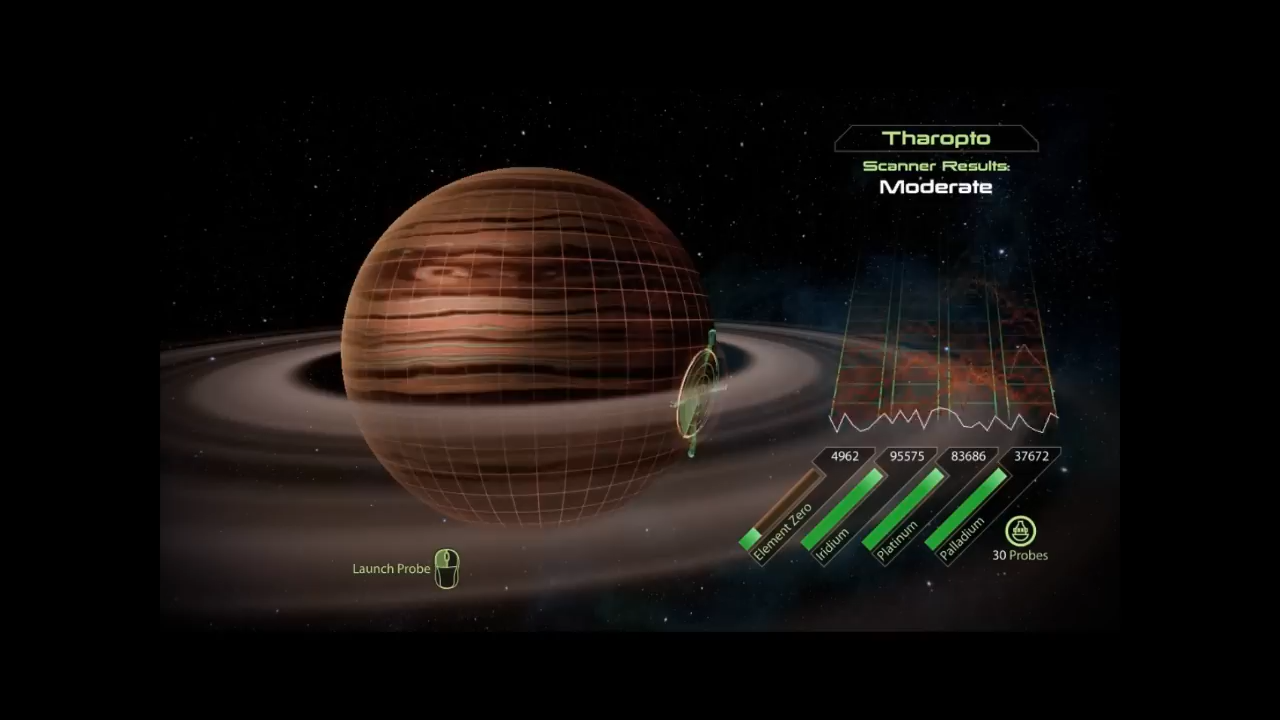 Tharopto
Scanner Results:
Moderate
4962 95575 83686 37672
Element Zero Iridium Platinum Palladium
30 Probes
Launch Probe